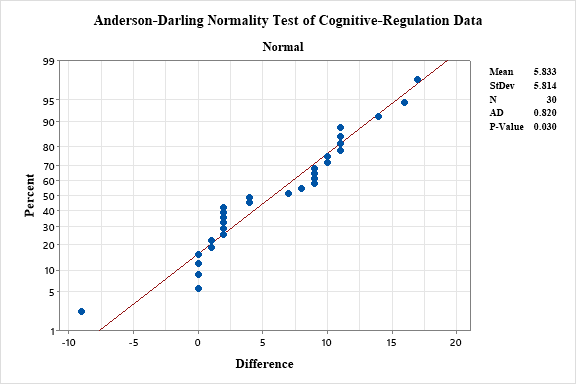 Anderson-Darling Normality Test of Cognitive-Regulation Data
Normal
99
95
90
80
70
60
50
40
30
20
10
5
1
Percent
-10
-5
0
5
10
15
20
Difference
Mean 5.833
StDev 5.814
N 30
AD 0.820
P-Value 0.030